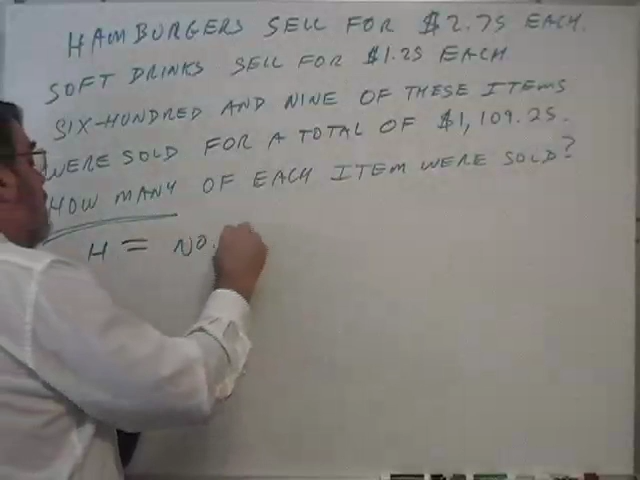 HAMBURGERS SELL FOR $2.75 EACH.
SOFT DRINKS SELL FOR $1.25 EACH
SIX-HUNDRED AND NINE OF THESE ITEMS
WERE SOLD FOR A TOTAL OF $1,109.25.
HOW MANY OF EACH ITEM WERE SOLD?
H = NO.